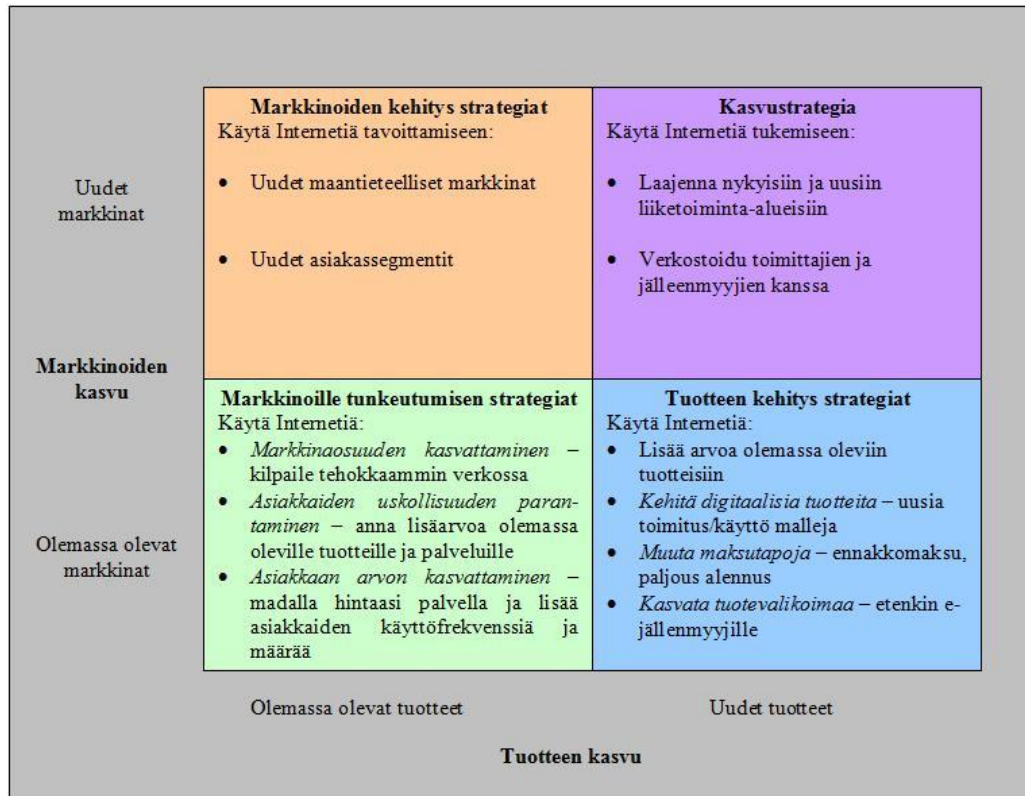 Markkinoiden kehitys strategiat
Käytä Internetiä tavoittamiseen:
• Uudet maantieteelliset markkinat
• Uudet asiakassegmentit
Kasvustrategia
Käytä Internetiä tukemiseen:
• Laajenna nykyisiin ja uusiin
liiketoiminta-alueisiin
• Verkostoidu toimittajien ja
jälleenmyyjien kanssa
Uudet
markkinat
Markkinoiden
kasvu
Markkinoille tunkeutumisen strategiat
Käytä Internetiä:
• Markkinaosuuden kasvattaminen –
kilpaile tehokkaammin verkossa
• Asiakkaiden uskollisuuden paran-
taminen – anna lisäarvoa olemassa
oleville tuotteille ja palveluille
• Asiakkaan arvon kasvattaminen –
madalla hintaasi palvella ja lisää
asiakkaiden käyttöfrekvenssiä ja
määrää
Tuotteen kehitys strategiat
Käytä Internetiä:
• Lisää arvoa olemassa oleviin
tuotteisiin
• Kehitä digitaalisia tuotteita – uusia
toimitus/käyttö malleja
• Muuta maksutapoja – ennakkomaksu,
paljous alennus
• Kasvata tuotevalikoimaa – etenkin e-
jällenmyyjille
Olemassa olevat
markkinat
Olemassa olevat tuotteet
Uudet tuotteet
Tuotteen kasvu